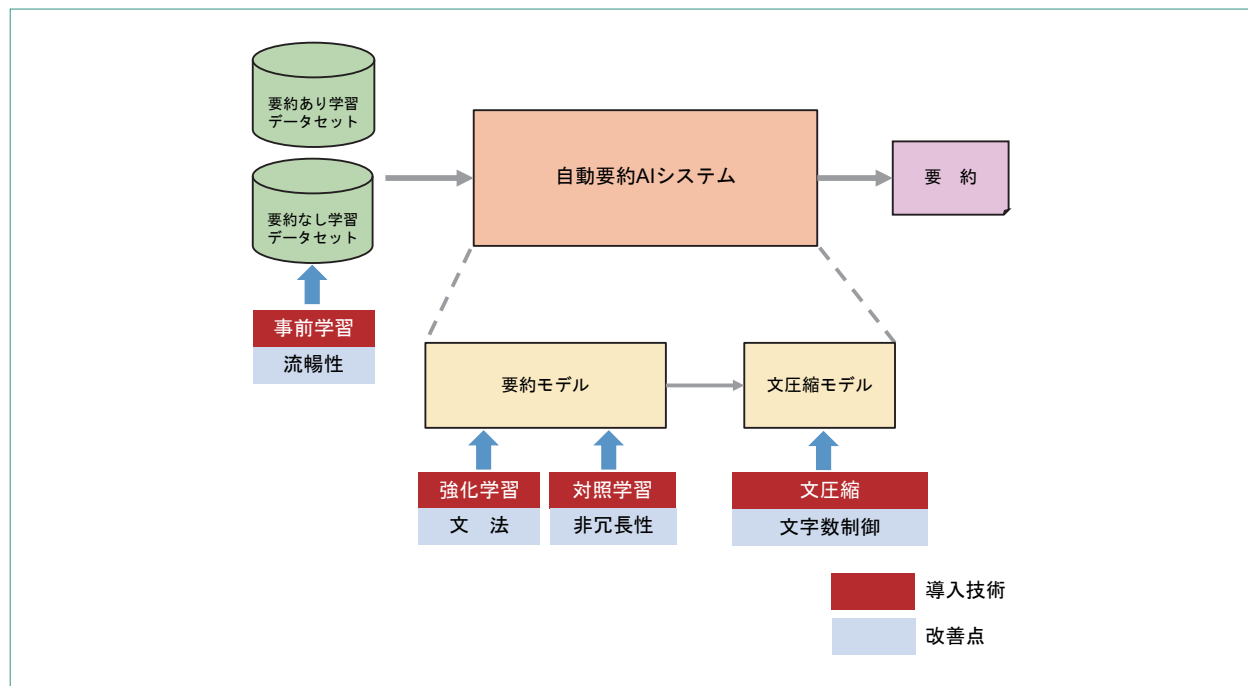 要約あり学習
データセット
要約なし学習
データセット
自動要約AIシステム
要　約
事前学習
流暢性
要約モデル
文圧縮モデル
強化学習
文　法
対照学習
非冗長性
文圧縮
文字数制御
導入技術
改善点